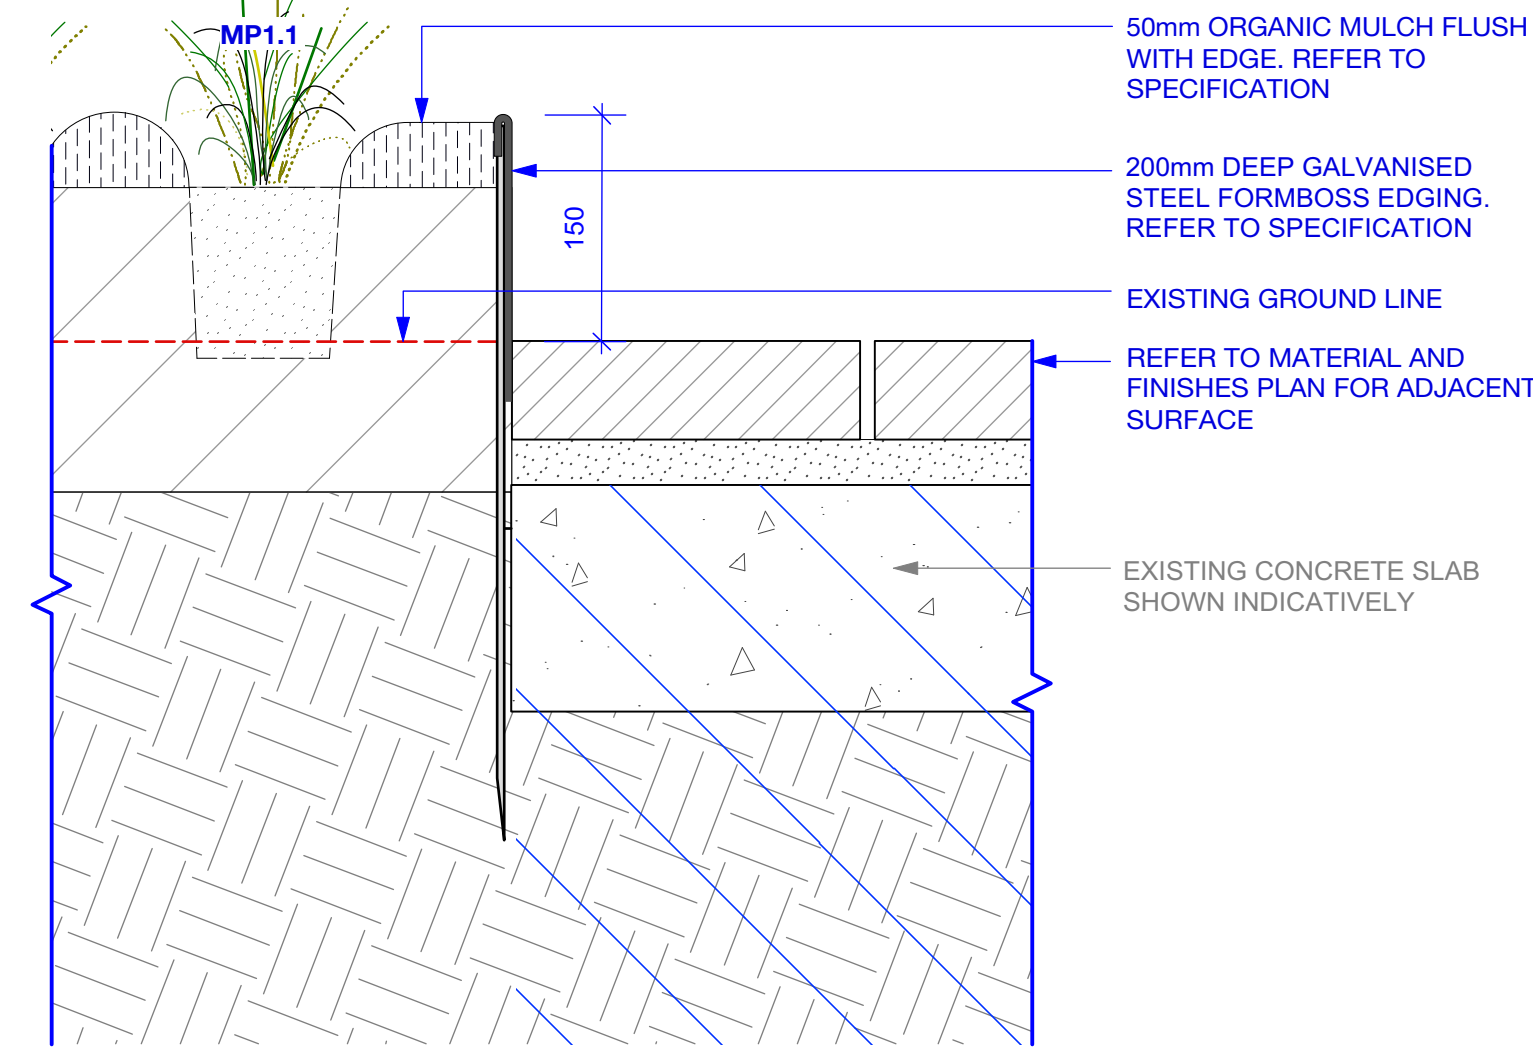 MP1.1
50mm ORGANIC MULCH FLUSH
WITH EDGE. REFER TO
SPECIFICATION
200mm DEEP GALVANISED
STEEL FORMBOSS EDGING.
REFER TO SPECIFICATION
150
EXISTING GROUND LINE
REFER TO MATERIAL AND
FINISHES PLAN FOR ADJACENT
SURFACE
EXISTING CONCRETE SLAB
SHOWN INDICATIVELY